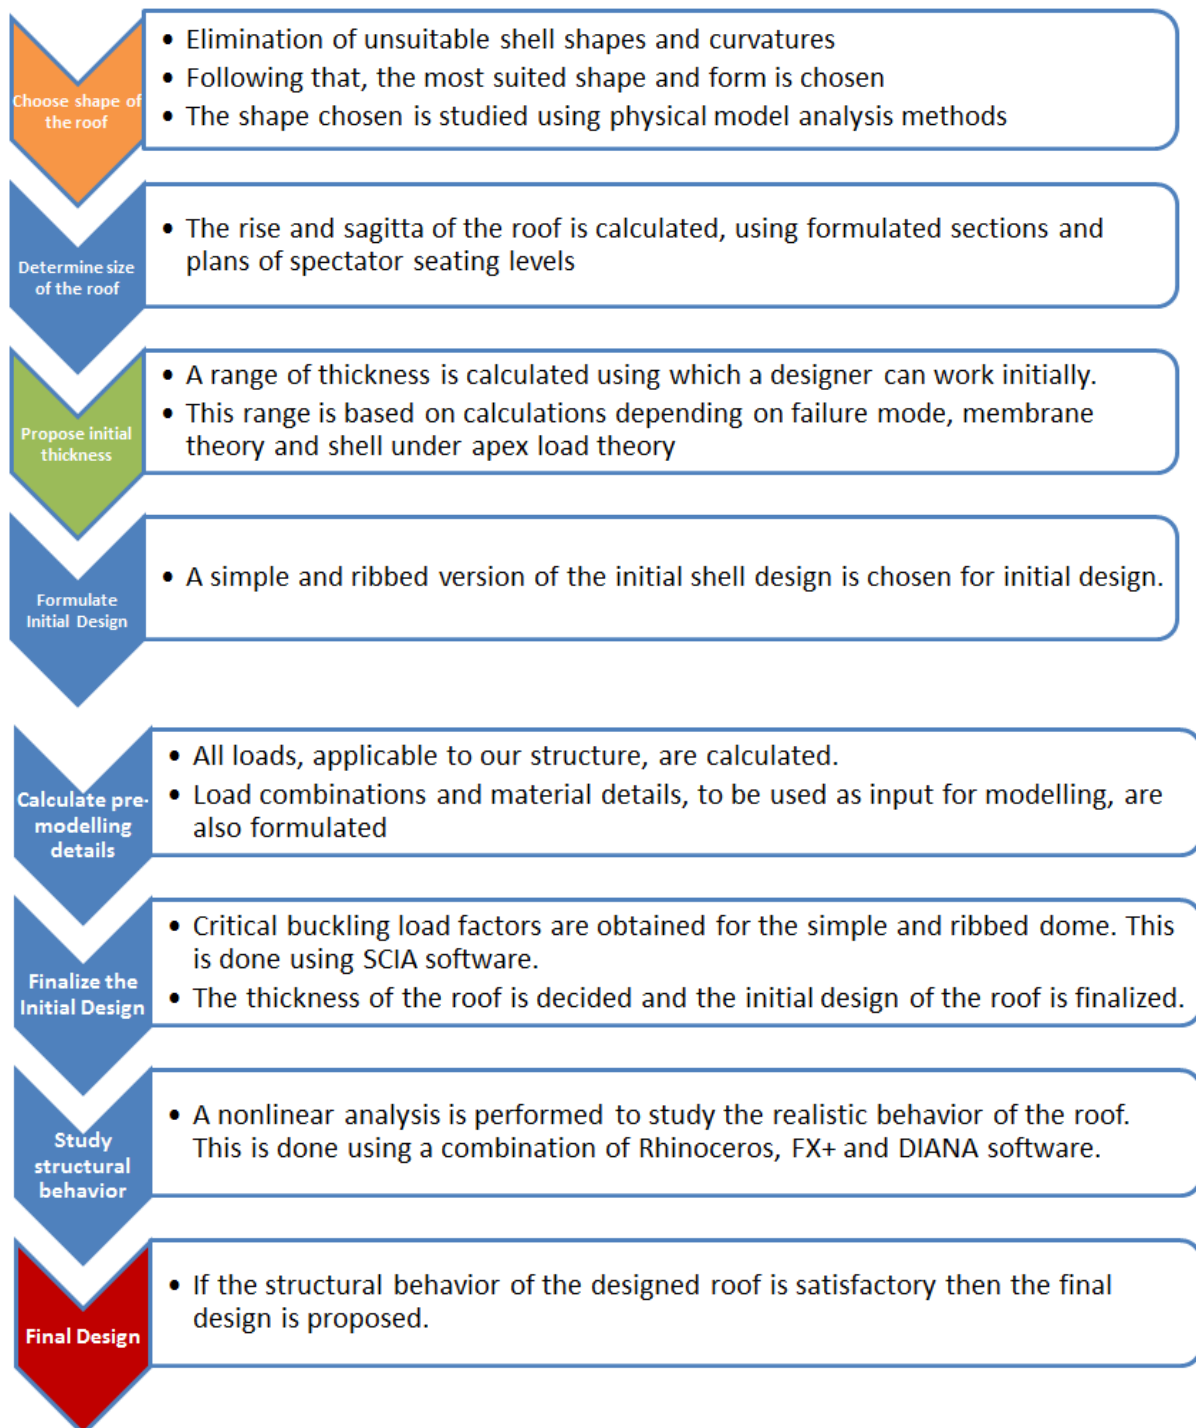 Choose shape of
the roof
• Elimination of unsuitable shell shapes and curvatures
• Following that, the most suited shape and form is chosen
• The shape chosen is studied using physical model analysis methods
Determine size
of the roof
• The rise and sagitta of the roof is calculated, using formulated sections and
plans of spectator seating levels
Propose initial
thickness
• A range of thickness is calculated using which a designer can work initially.
• This range is based on calculations depending on failure mode, membrane
theory and shell under apex load theory
Formulate
Initial Design
• A simple and ribbed version of the initial shell design is chosen for initial design.
Calculate pre-
modelling
details
• All loads, applicable to our structure, are calculated.
• Load combinations and material details, to be used as input for modelling, are
also formulated
Finalize the
Initial Design
• Critical buckling load factors are obtained for the simple and ribbed dome. This
is done using SCIA software.
• The thickness of the roof is decided and the initial design of the roof is finalized.
Study
structural
behavior
• A nonlinear analysis is performed to study the realistic behavior of the roof.
This is done using a combination of Rhinoceros, FX+ and DIANA software.
Final Design
• If the structural behavior of the designed roof is satisfactory then the final
design is proposed.